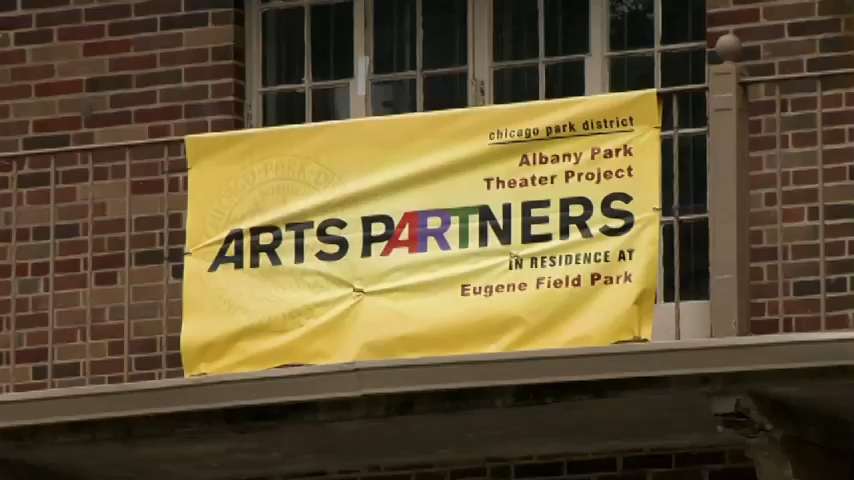 chicago park district
Albany Park
Theater Project
ARTS PARTNERS
IN RESIDENCE AT
Eugene Field Park